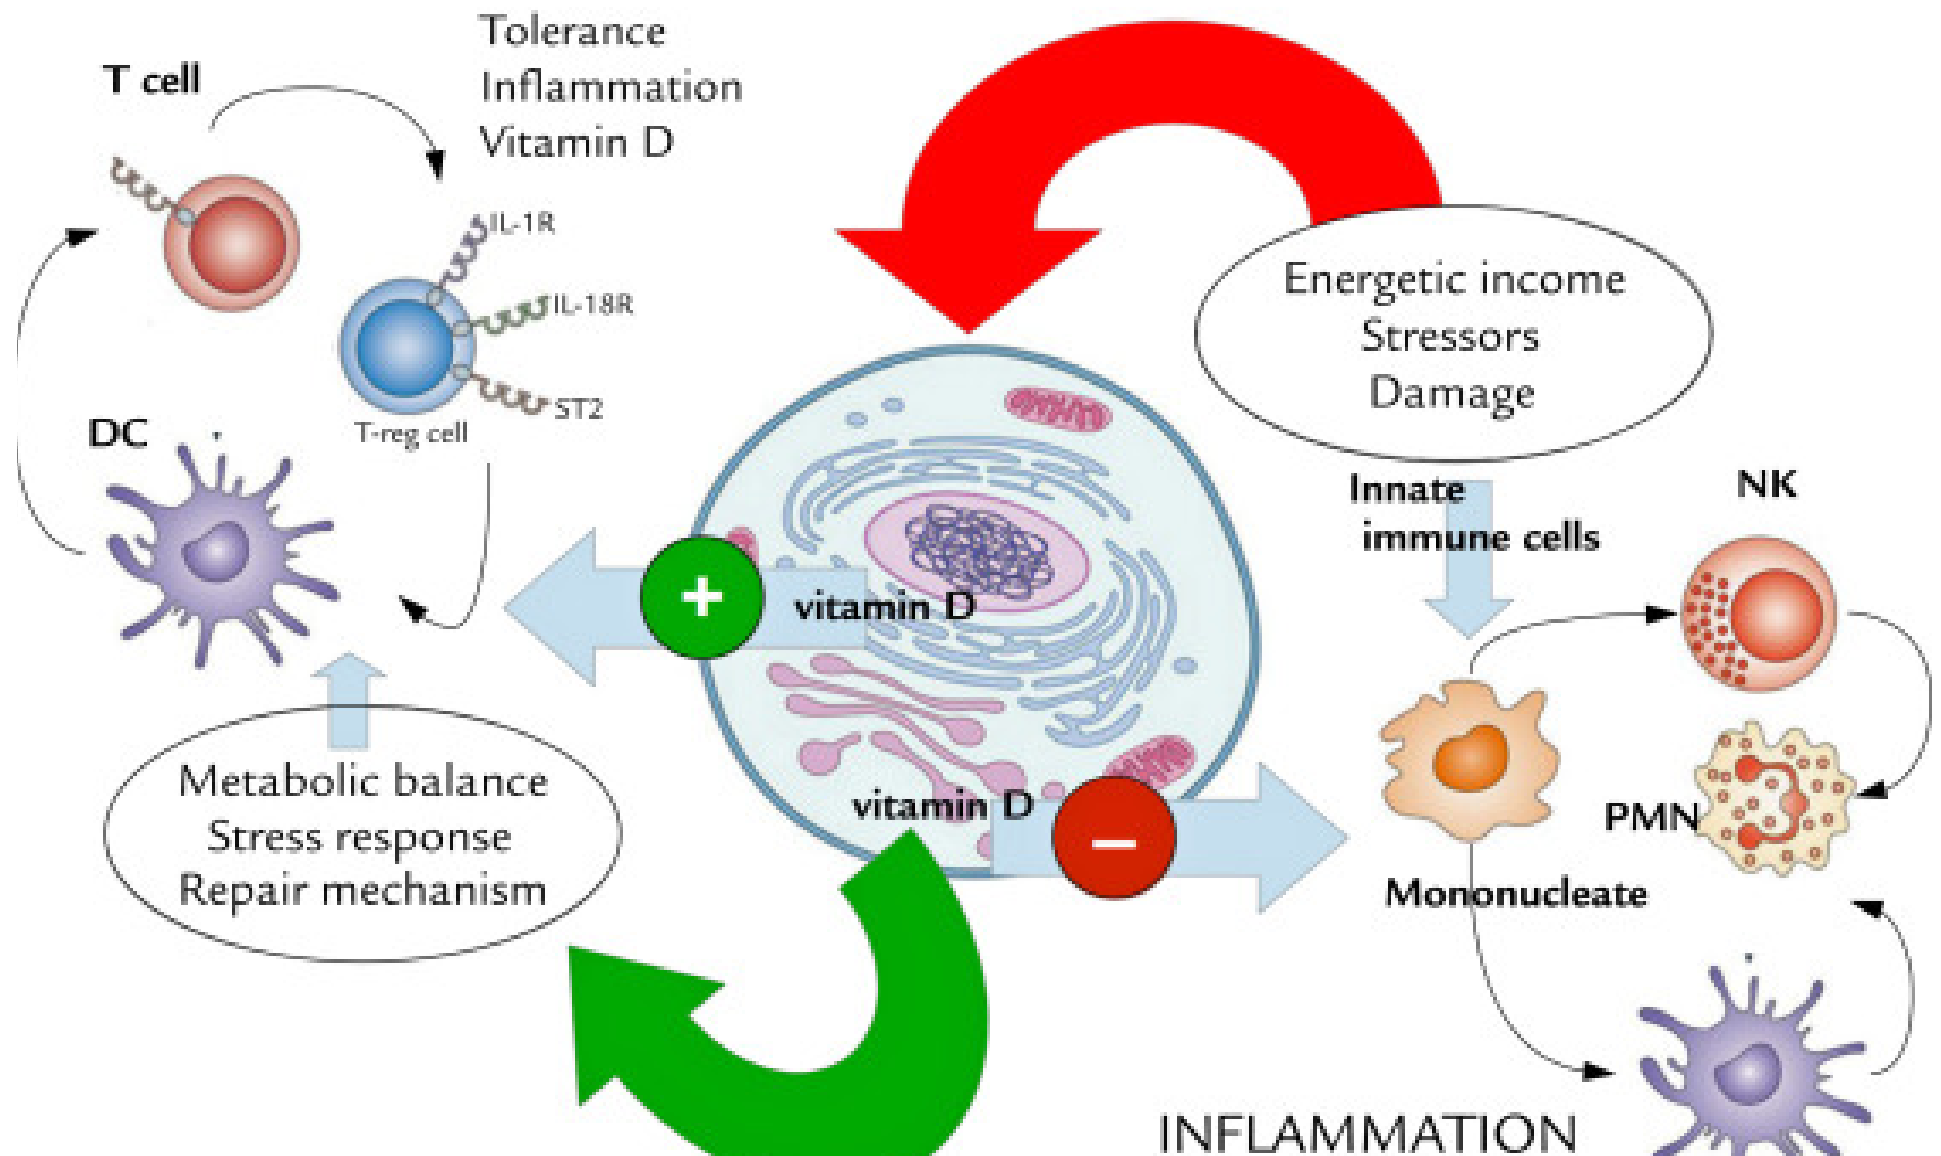 Tolerance
Inflammation
Vitamin D
T cell
IL-1R
IL-18R
ST2
T-reg cell
DC
Energetic income
Stressors
Damage
Innate
immune cells
NK
+
vitamin D
Metabolic balance
Stress response
Repair mechanism
vitamin D
–
PMN
Mononucleate
INFLAMMATION